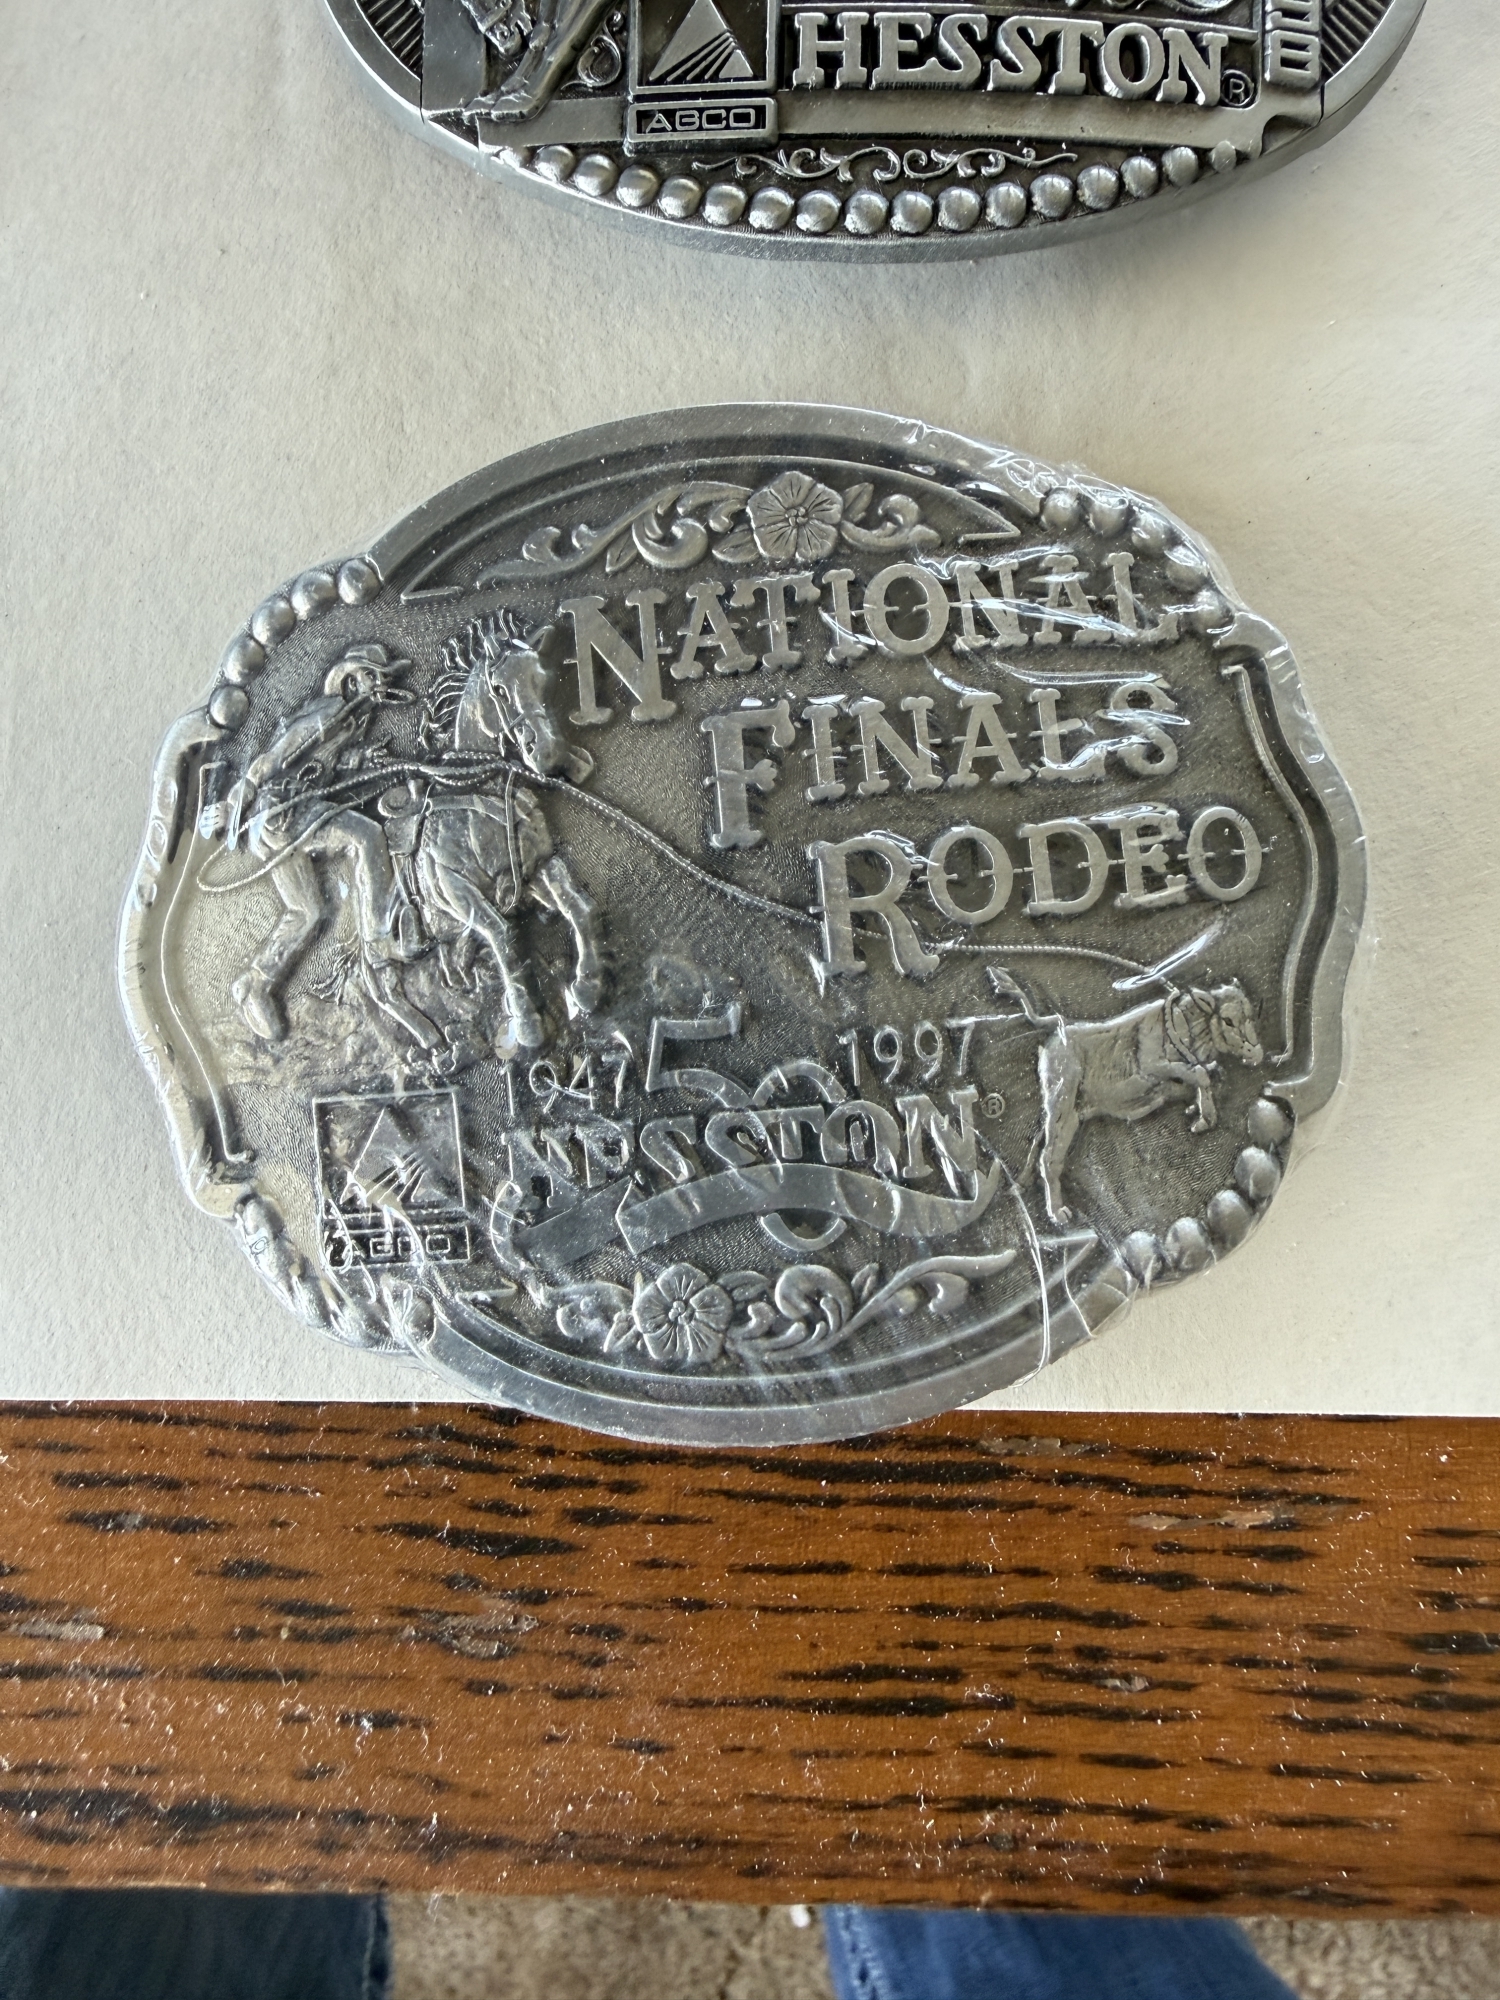 HESSTON®
AGCO
NATIONAL
FINALS
RODEO
1947 50 1997
HESSTON®
AGCO